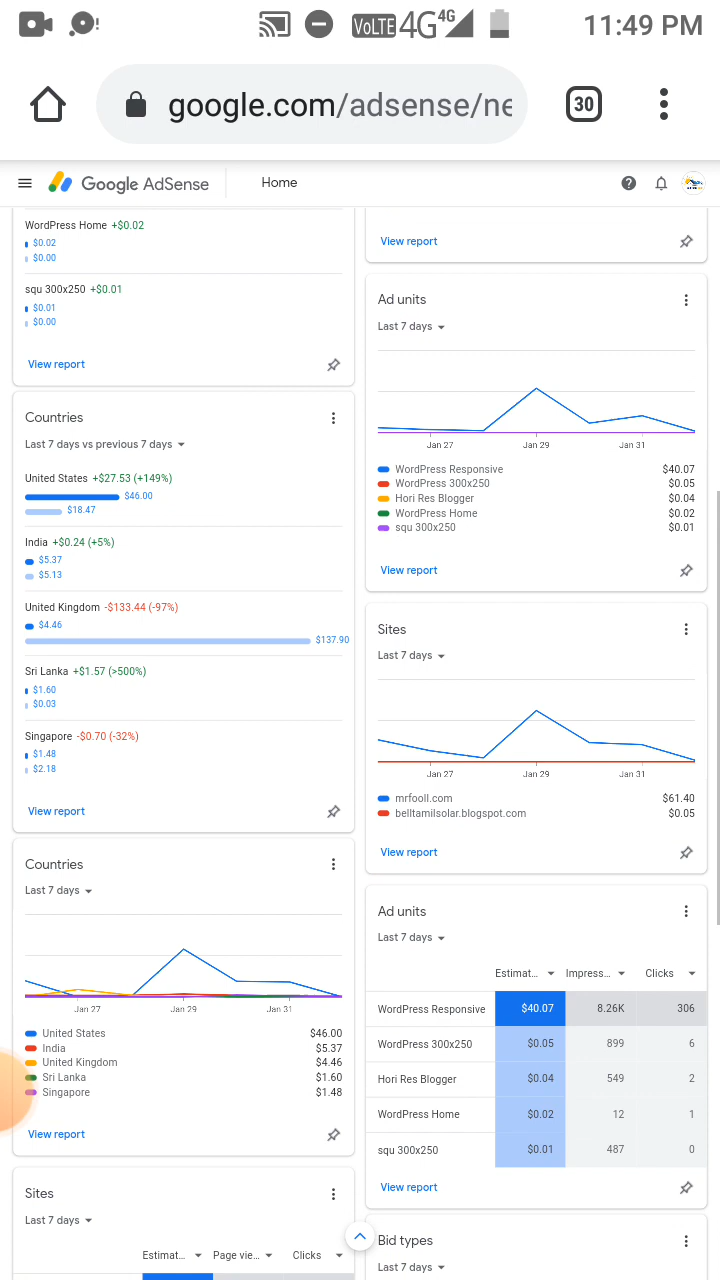 VoLTE 4G 4G 11:49 PM
google.com/adsense/ne
30
Google AdSense Home
WordPress Home +$0.02
$0.02
$0.00
squ 300x250 +$0.01
$0.01
$0.00
View report
Countries
Last 7 days vs previous 7 days
United States +$27.53 (+149%)
$46.00
$18.47
India +$0.24 (+5%)
$5.37
$5.13
United Kingdom -$133.44 (-97%)
$4.46
$137.90
Sri Lanka +$1.57 (>500%)
$1.60
$0.03
Singapore -$0.70 (-32%)
$1.48
$2.18
View report
Countries
Last 7 days
Jan 27 Jan 29 Jan 31
United States $46.00
India $5.37
United Kingdom $4.46
Sri Lanka $1.60
Singapore $1.48
View report
Sites
Last 7 days
Estimat... Page vie... Clicks
View report
Ad units
Last 7 days
Jan 27 Jan 29 Jan 31
WordPress Responsive $40.07
WordPress 300x250 $0.05
Hori Res Blogger $0.04
WordPress Home $0.02
squ 300x250 $0.01
View report
Sites
Last 7 days
Jan 27 Jan 29 Jan 31
mrfooll.com $61.40
belltamilsolar.blogspot.com $0.05
View report
Ad units
Last 7 days
Estimat... Impress... Clicks
WordPress Responsive $40.07 8.26K 306
WordPress 300x250 $0.05 899 6
Hori Res Blogger $0.04 549 2
WordPress Home $0.02 12 1
squ 300x250 $0.01 487 0
View report
Bid types
Last 7 days